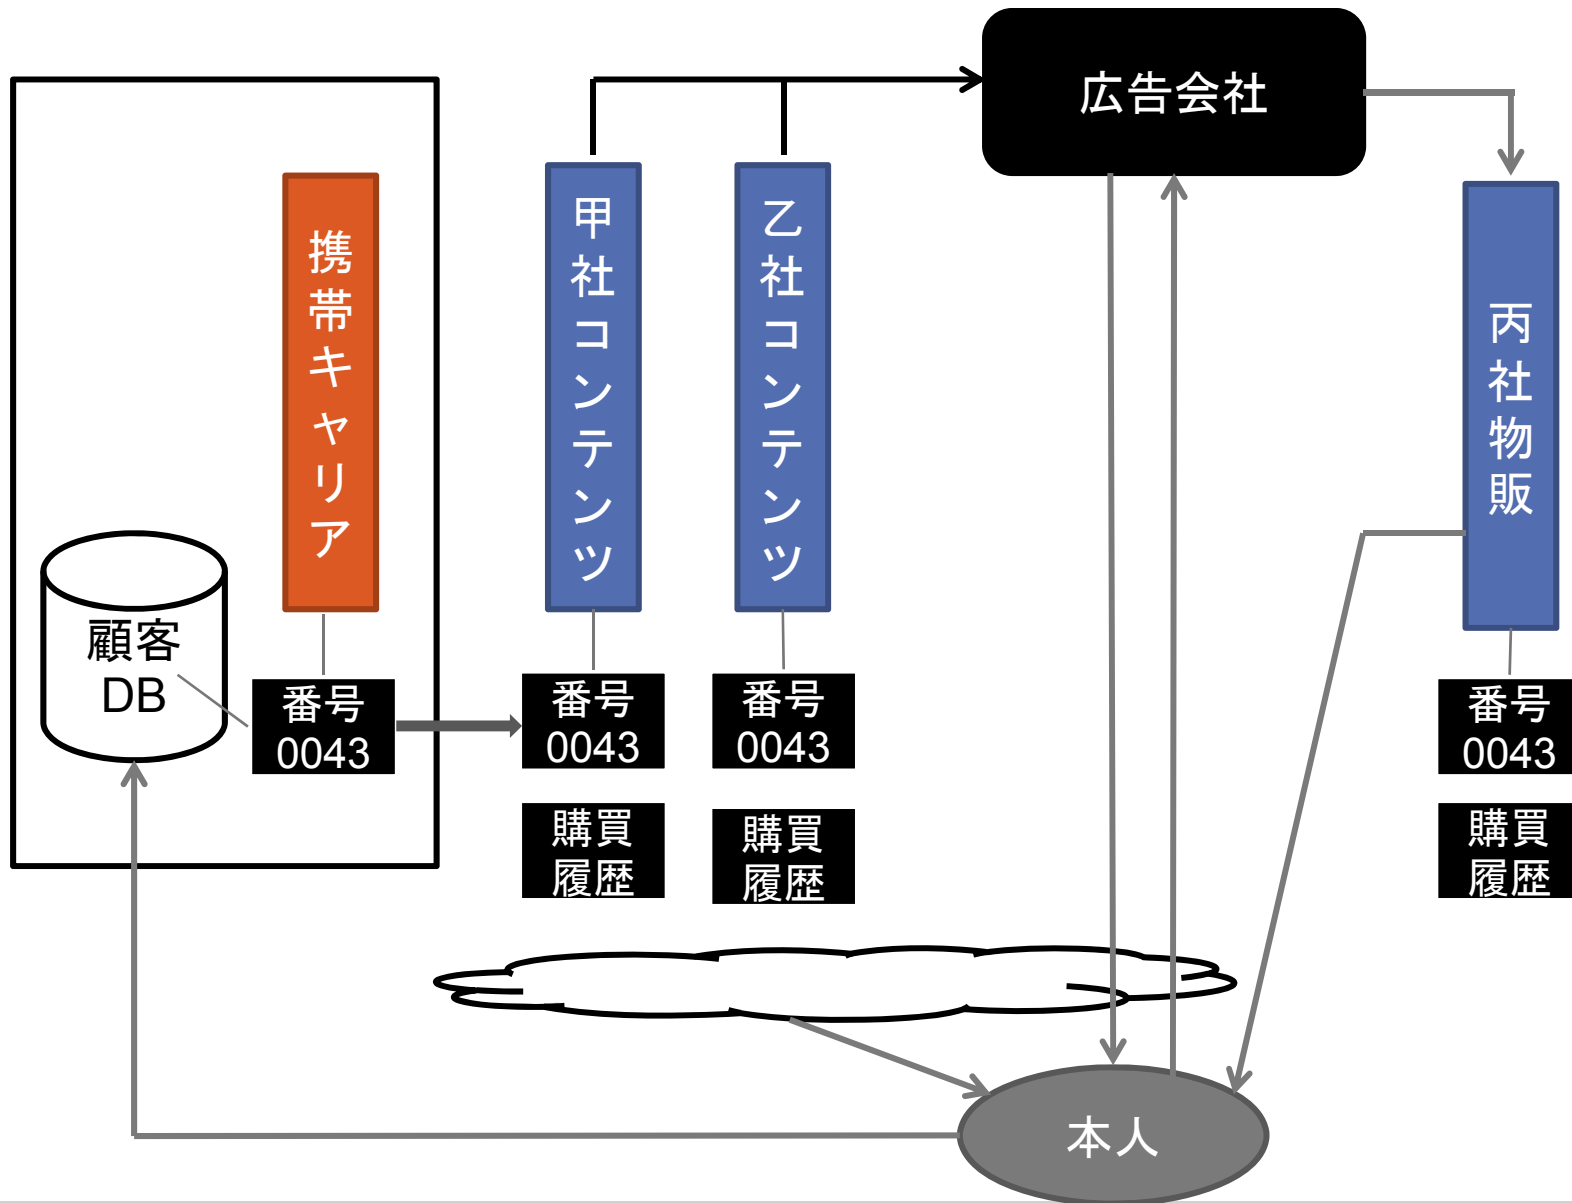 広告会社
携帯キャリア
甲社コンテンツ
乙社コンテンツ
丙社物販
顧客
DB
番号
0043
番号
0043
番号
0043
番号
0043
購買
履歴
購買
履歴
購買
履歴
本人